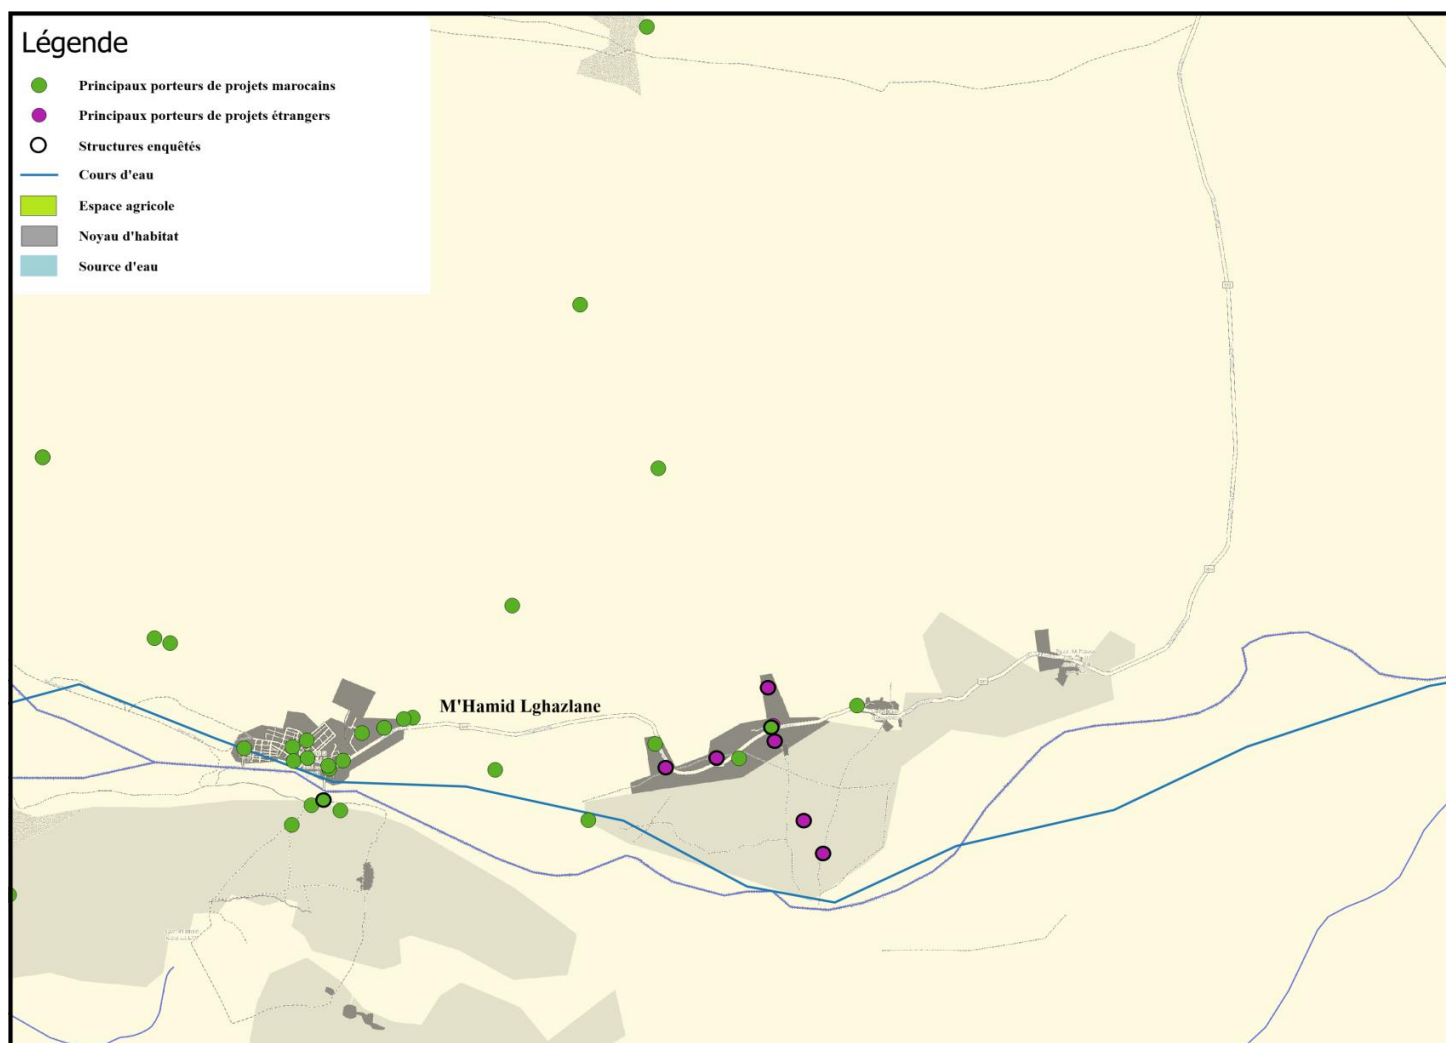 Légende
Principaux porteurs de projets marocains
Principaux porteurs de projets étrangers
Structures enquêtés
Cours d'eau
Espace agricole
Noyau d'habitat
Source d'eau
M'Hamid Lghazlane